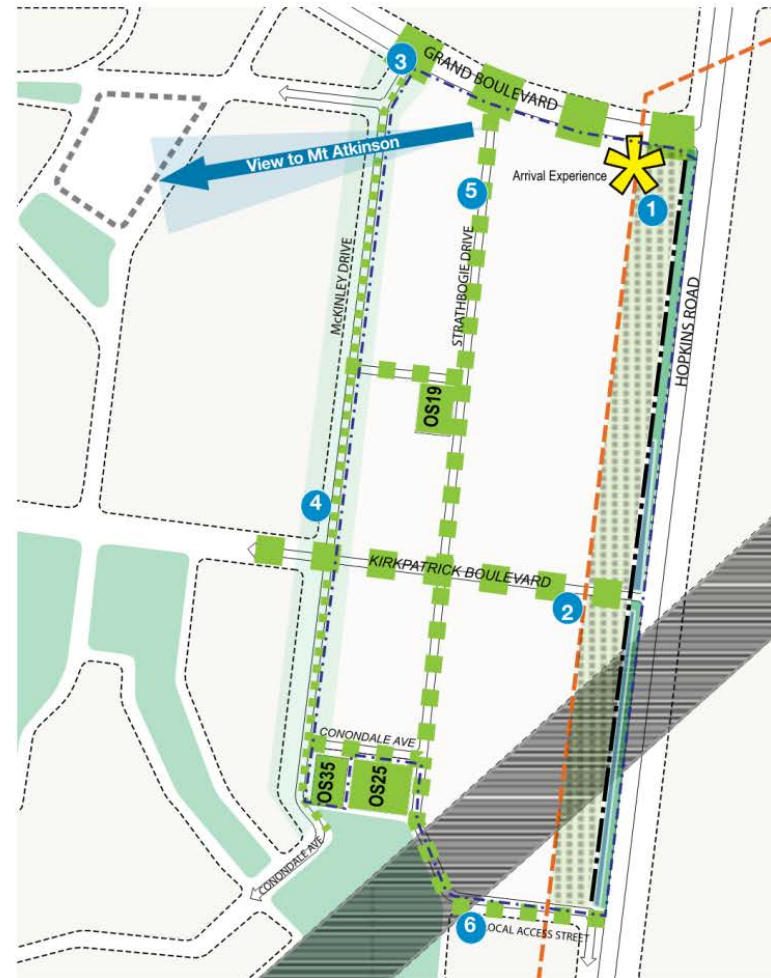 3
GRAND BOULEVARD
View to Mt Atkinson
Arrival Experience
1
5
McKINLEY DRIVE
STRATHBOGIE DRIVE
HOPKINS ROAD
OS19
4
KIRKPATRICK BOULEVARD
2
CONONDALE AVE
OS35
OS25
CONONDALE AVE
6
OCAL ACCESS STREET